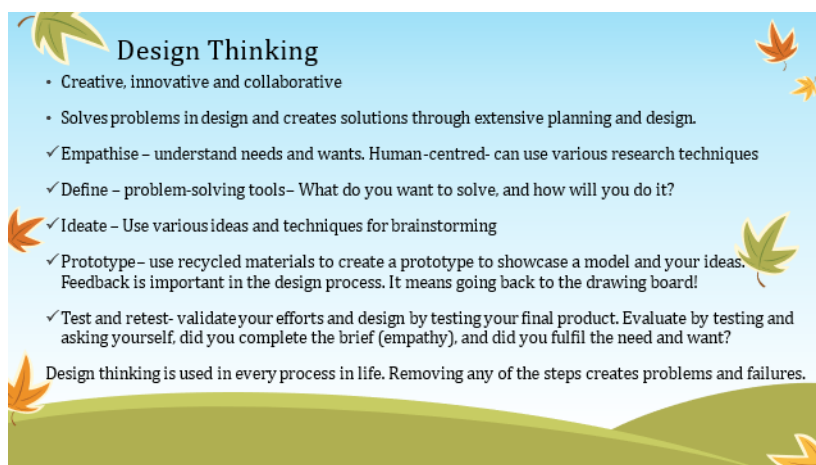 Design Thinking
• Creative, innovative and collaborative
• Solves problems in design and creates solutions through extensive planning and design.
✓ Empathise – understand needs and wants. Human-centred- can use various research techniques
✓ Define – problem-solving tools– What do you want to solve, and how will you do it?
✓ Ideate – Use various ideas and techniques for brainstorming
✓ Prototype– use recycled materials to create a prototype to showcase a model and your ideas.
Feedback is important in the design process. It means going back to the drawing board!
✓ Test and retest- validate your efforts and design by testing your final product. Evaluate by testing and
asking yourself, did you complete the brief (empathy), and did you fulfil the need and want?
Design thinking is used in every process in life. Removing any of the steps creates problems and failures.